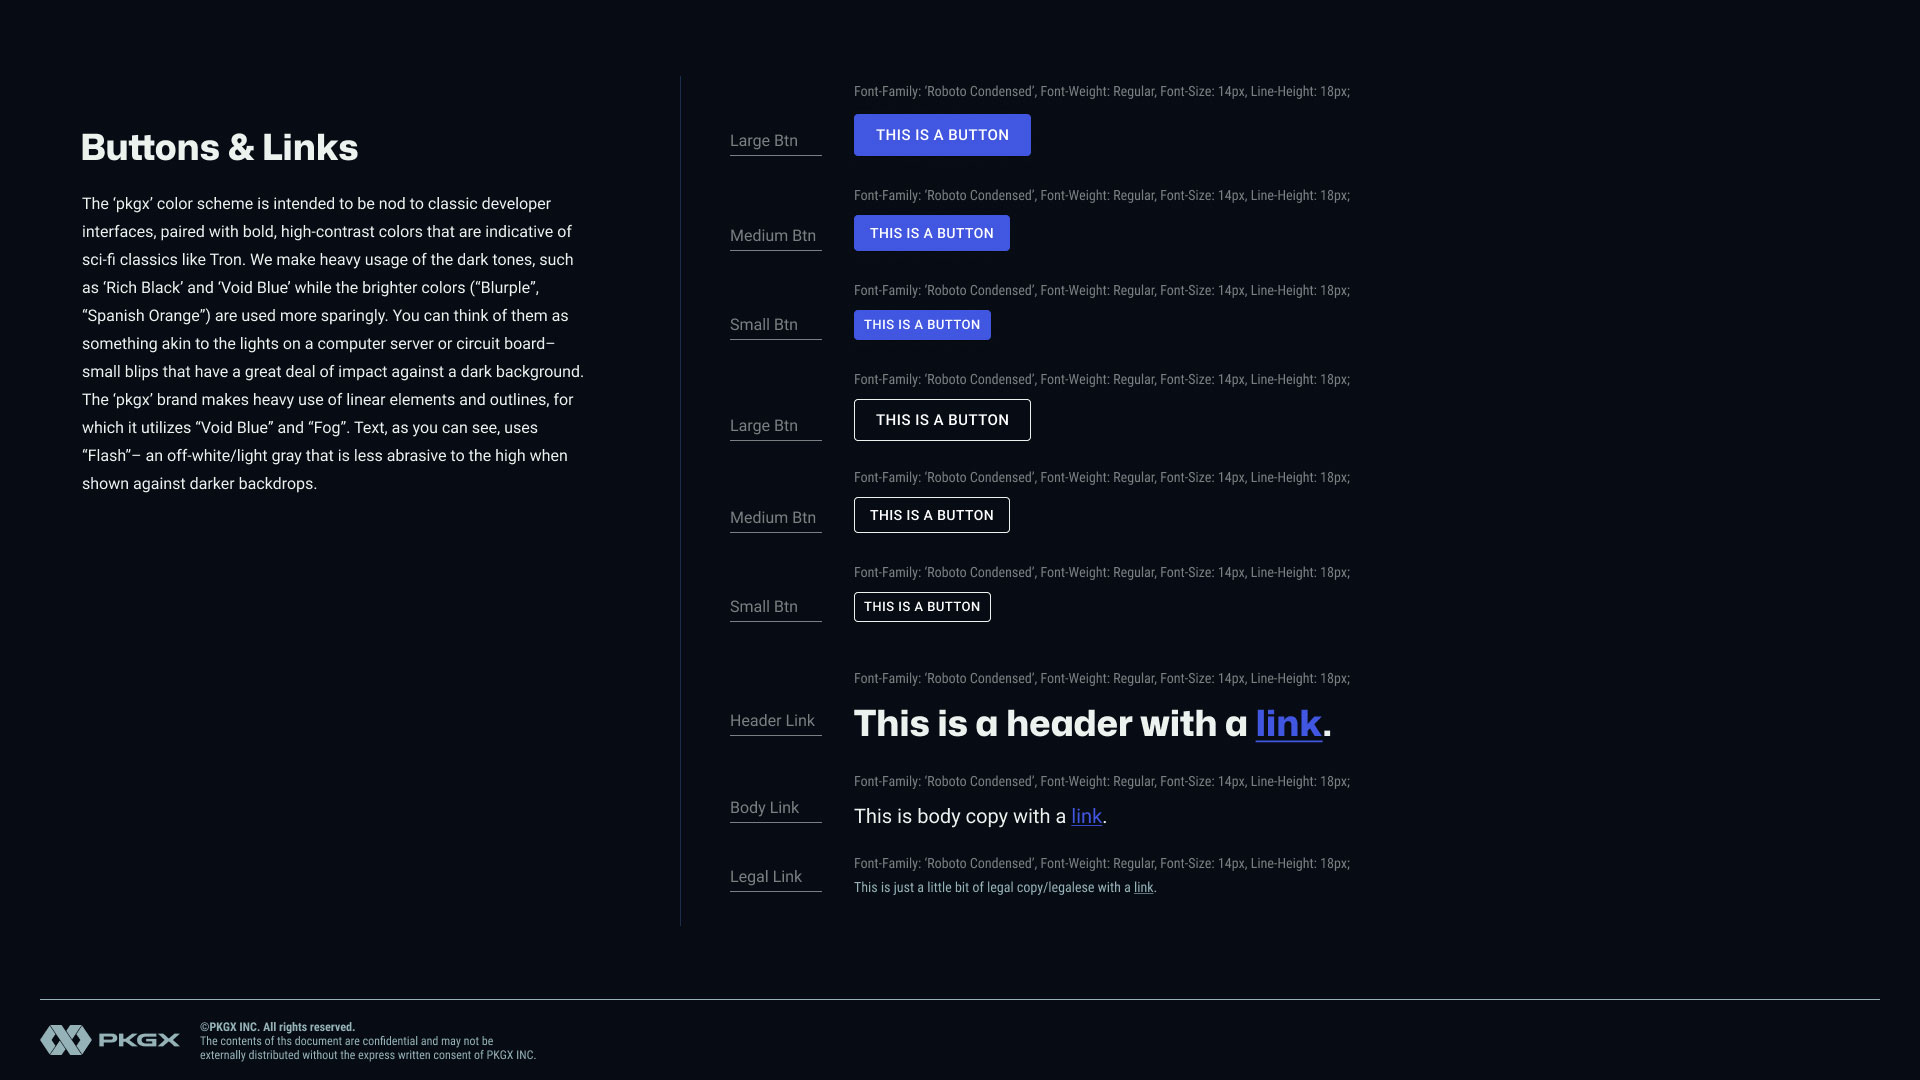 Buttons & Links
The ‘pkgx’ color scheme is intended to be nod to classic developer
interfaces, paired with bold, high-contrast colors that are indicative of
sci-fi classics like Tron. We make heavy usage of the dark tones, such
as ‘Rich Black’ and ‘Void Blue’ while the brighter colors (“Blurple”,
“Spanish Orange”) are used more sparingly. You can think of them as
something akin to the lights on a computer server or circuit board–
small blips that have a great deal of impact against a dark background.
The ‘pkgx’ brand makes heavy use of linear elements and outlines, for
which it utilizes “Void Blue” and “Fog”. Text, as you can see, uses
“Flash”– an off-white/light gray that is less abrasive to the high when
shown against darker backdrops.
Font-Family: ‘Roboto Condensed’, Font-Weight: Regular, Font-Size: 14px, Line-Height: 18px;
Large Btn
THIS IS A BUTTON
Font-Family: ‘Roboto Condensed’, Font-Weight: Regular, Font-Size: 14px, Line-Height: 18px;
Medium Btn
THIS IS A BUTTON
Font-Family: ‘Roboto Condensed’, Font-Weight: Regular, Font-Size: 14px, Line-Height: 18px;
Small Btn
THIS IS A BUTTON
Font-Family: ‘Roboto Condensed’, Font-Weight: Regular, Font-Size: 14px, Line-Height: 18px;
Large Btn
THIS IS A BUTTON
Font-Family: ‘Roboto Condensed’, Font-Weight: Regular, Font-Size: 14px, Line-Height: 18px;
Medium Btn
THIS IS A BUTTON
Font-Family: ‘Roboto Condensed’, Font-Weight: Regular, Font-Size: 14px, Line-Height: 18px;
Small Btn
THIS IS A BUTTON
Font-Family: ‘Roboto Condensed’, Font-Weight: Regular, Font-Size: 14px, Line-Height: 18px;
Header Link
This is a header with a link.
Font-Family: ‘Roboto Condensed’, Font-Weight: Regular, Font-Size: 14px, Line-Height: 18px;
Body Link
This is body copy with a link.
Font-Family: ‘Roboto Condensed’, Font-Weight: Regular, Font-Size: 14px, Line-Height: 18px;
Legal Link
This is just a little bit of legal copy/legalese with a link.
PKGX
©PKGX INC. All rights reserved.
The contents of ths document are confidential and may not be
externally distributed without the express written consent of PKGX INC.